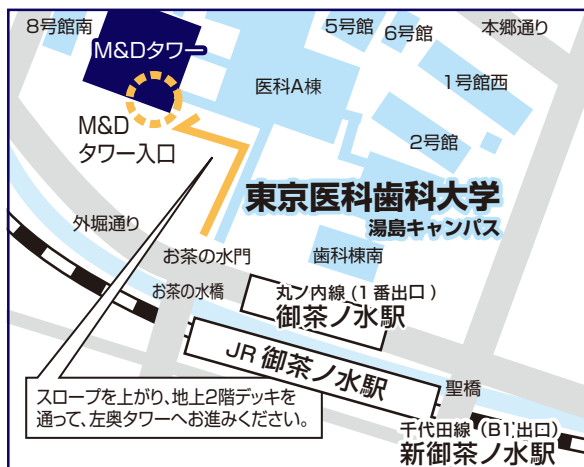 8号館南
M&Dタワー
5号館
6号館
本郷通り
医科A棟
1号館西
2号館
M&D
タワー入口
東京医科歯科大学
湯島キャンパス
外堀通り
お茶の水門
歯科棟南
お茶の水橋
丸ノ内線（1番出口）
御茶ノ水駅
JR 御茶ノ水駅
聖橋
スロープを上がり、地上2階デッキを
通って、左奥タワーへお進みください。
千代田線（B1出口）
新御茶ノ水駅